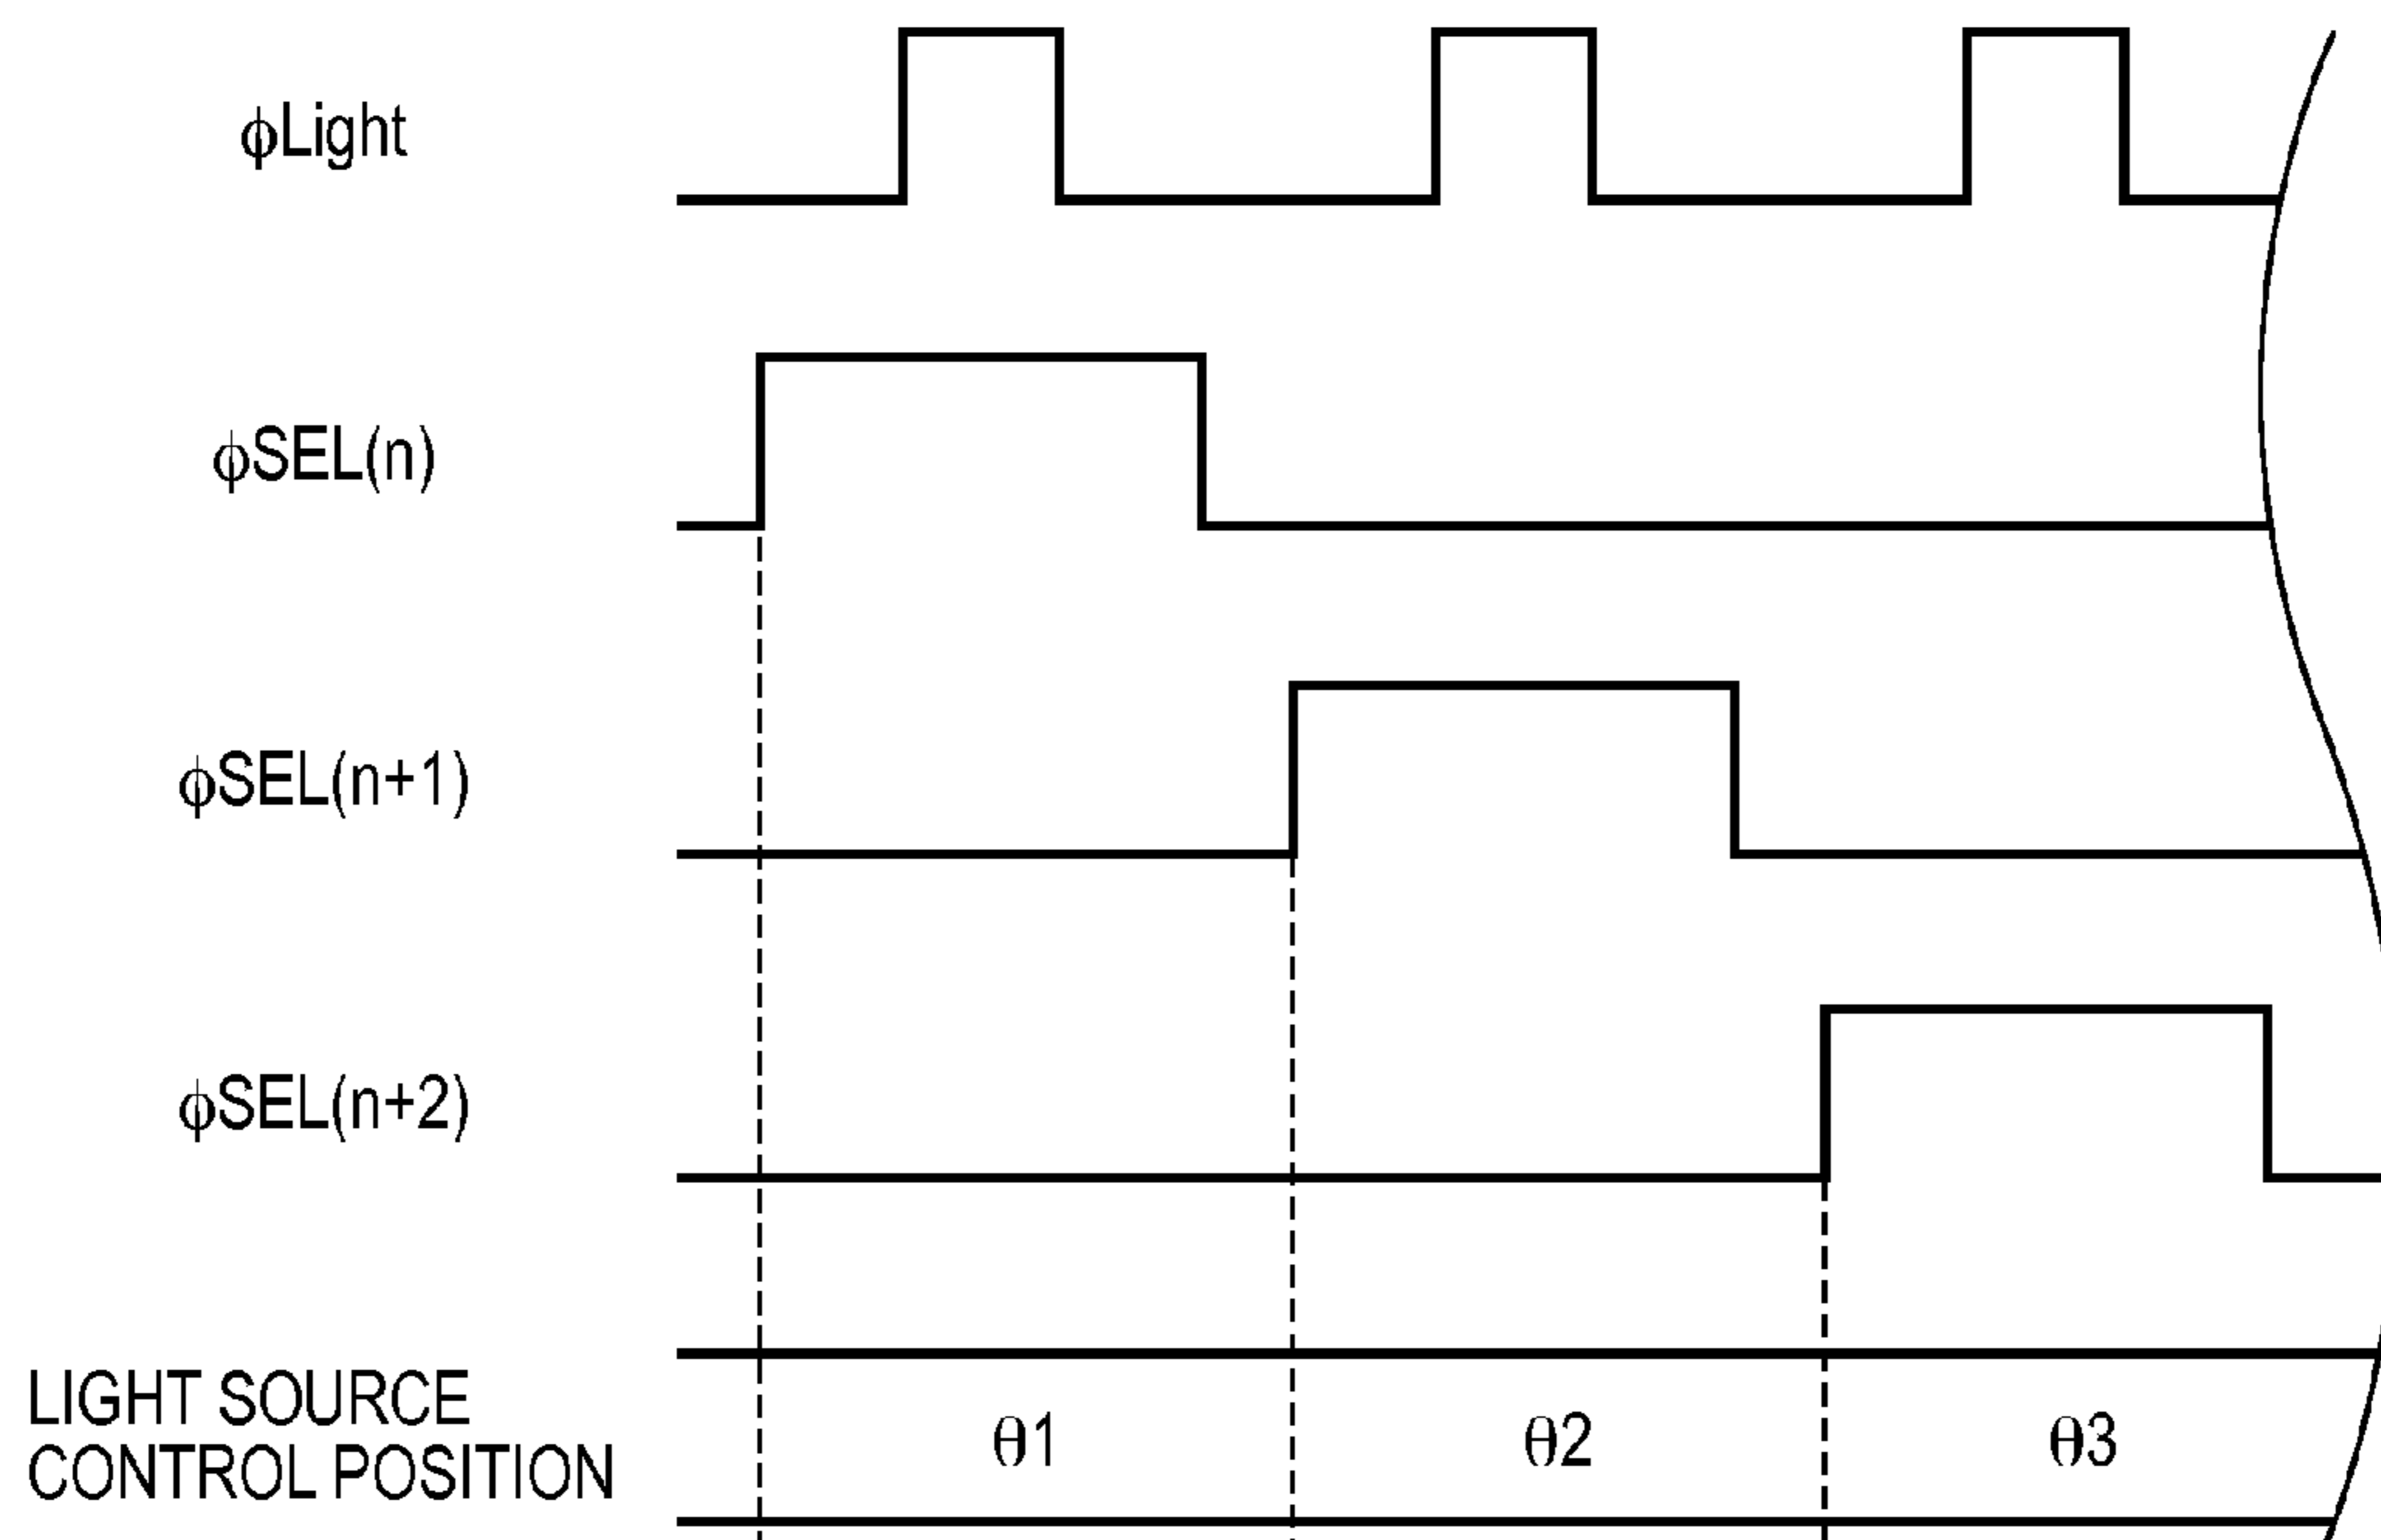 ϕLight
ϕSEL(n)
ϕSEL(n+1)
ϕSEL(n+2)
LIGHT SOURCE
CONTROL POSITION
θ1 θ2 θ3